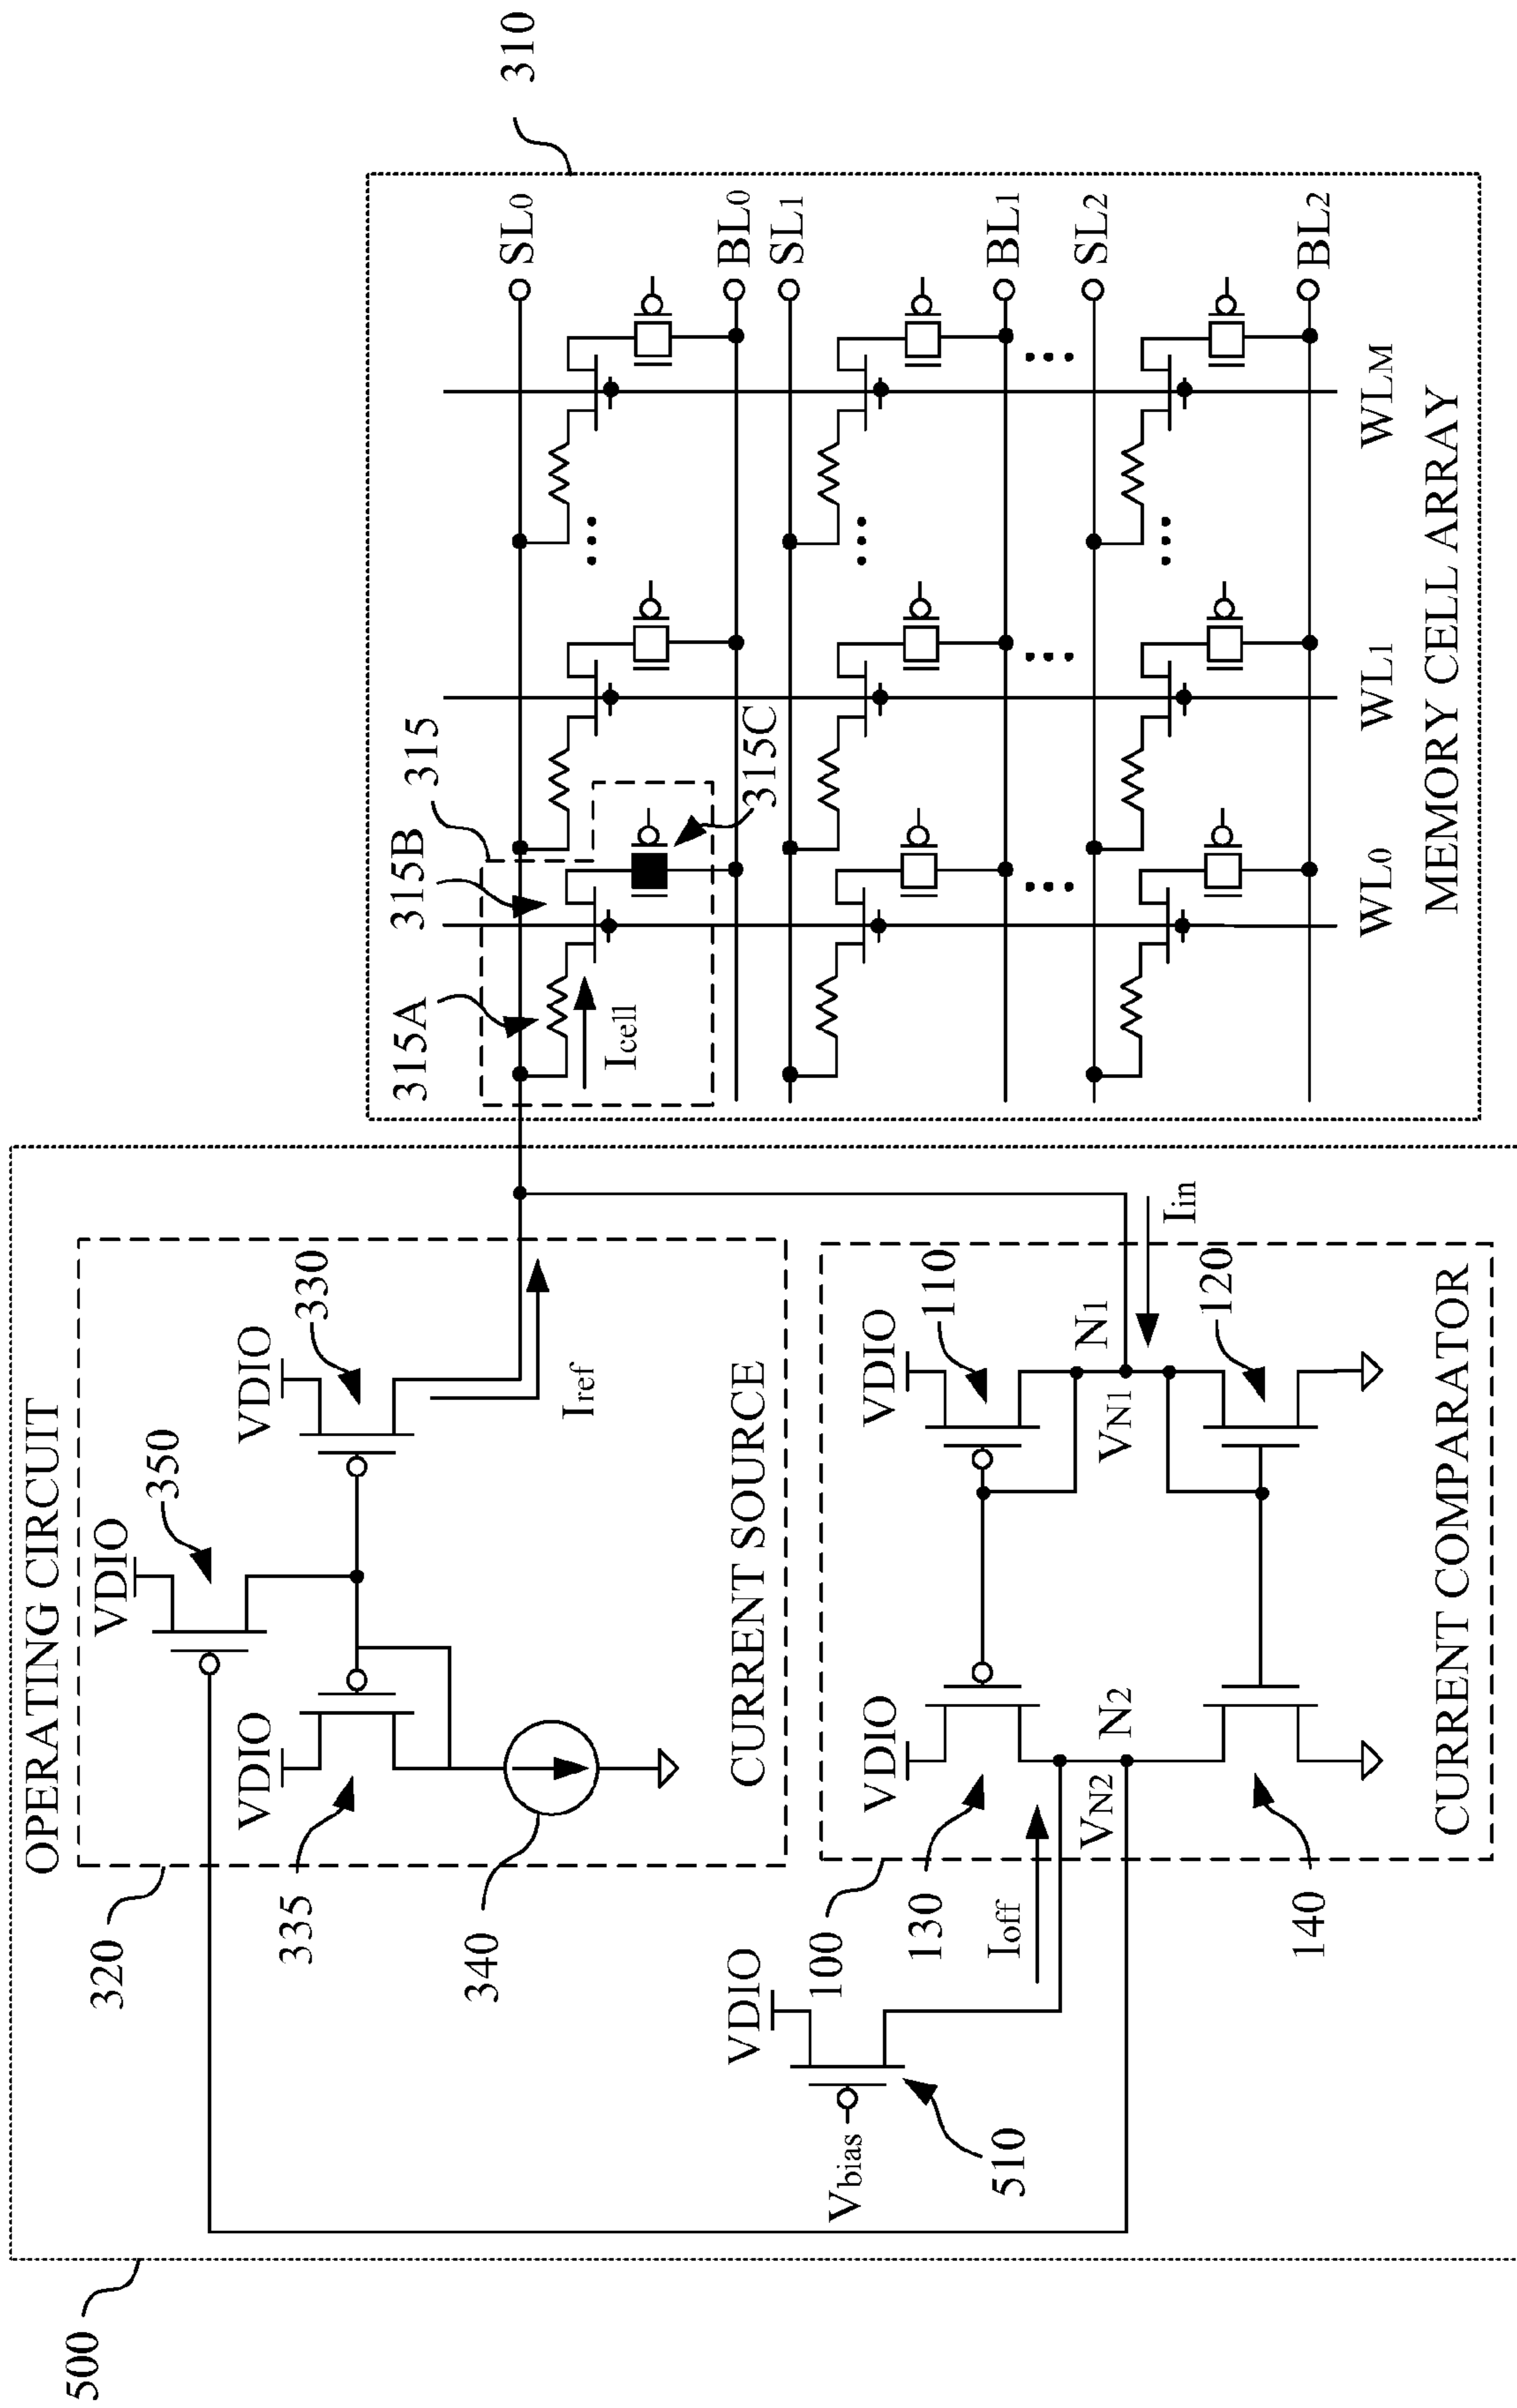 500
OPERATING CIRCUIT
320
VDIO
350
VDIO
335
VDIO
330
340
Iref
CURRENT SOURCE
VDIO
Vbias
510
100
VDIO
130
Ioff
VN2
N2
140
VDIO
110
VN1
N1
Iin
120
CURRENT COMPARATOR
310
315A
315B
315
Icell
315C
SL0
BL0
SL1
BL1
SL2
BL2
WL0
WL1
WLM
MEMORY CELL ARRAY